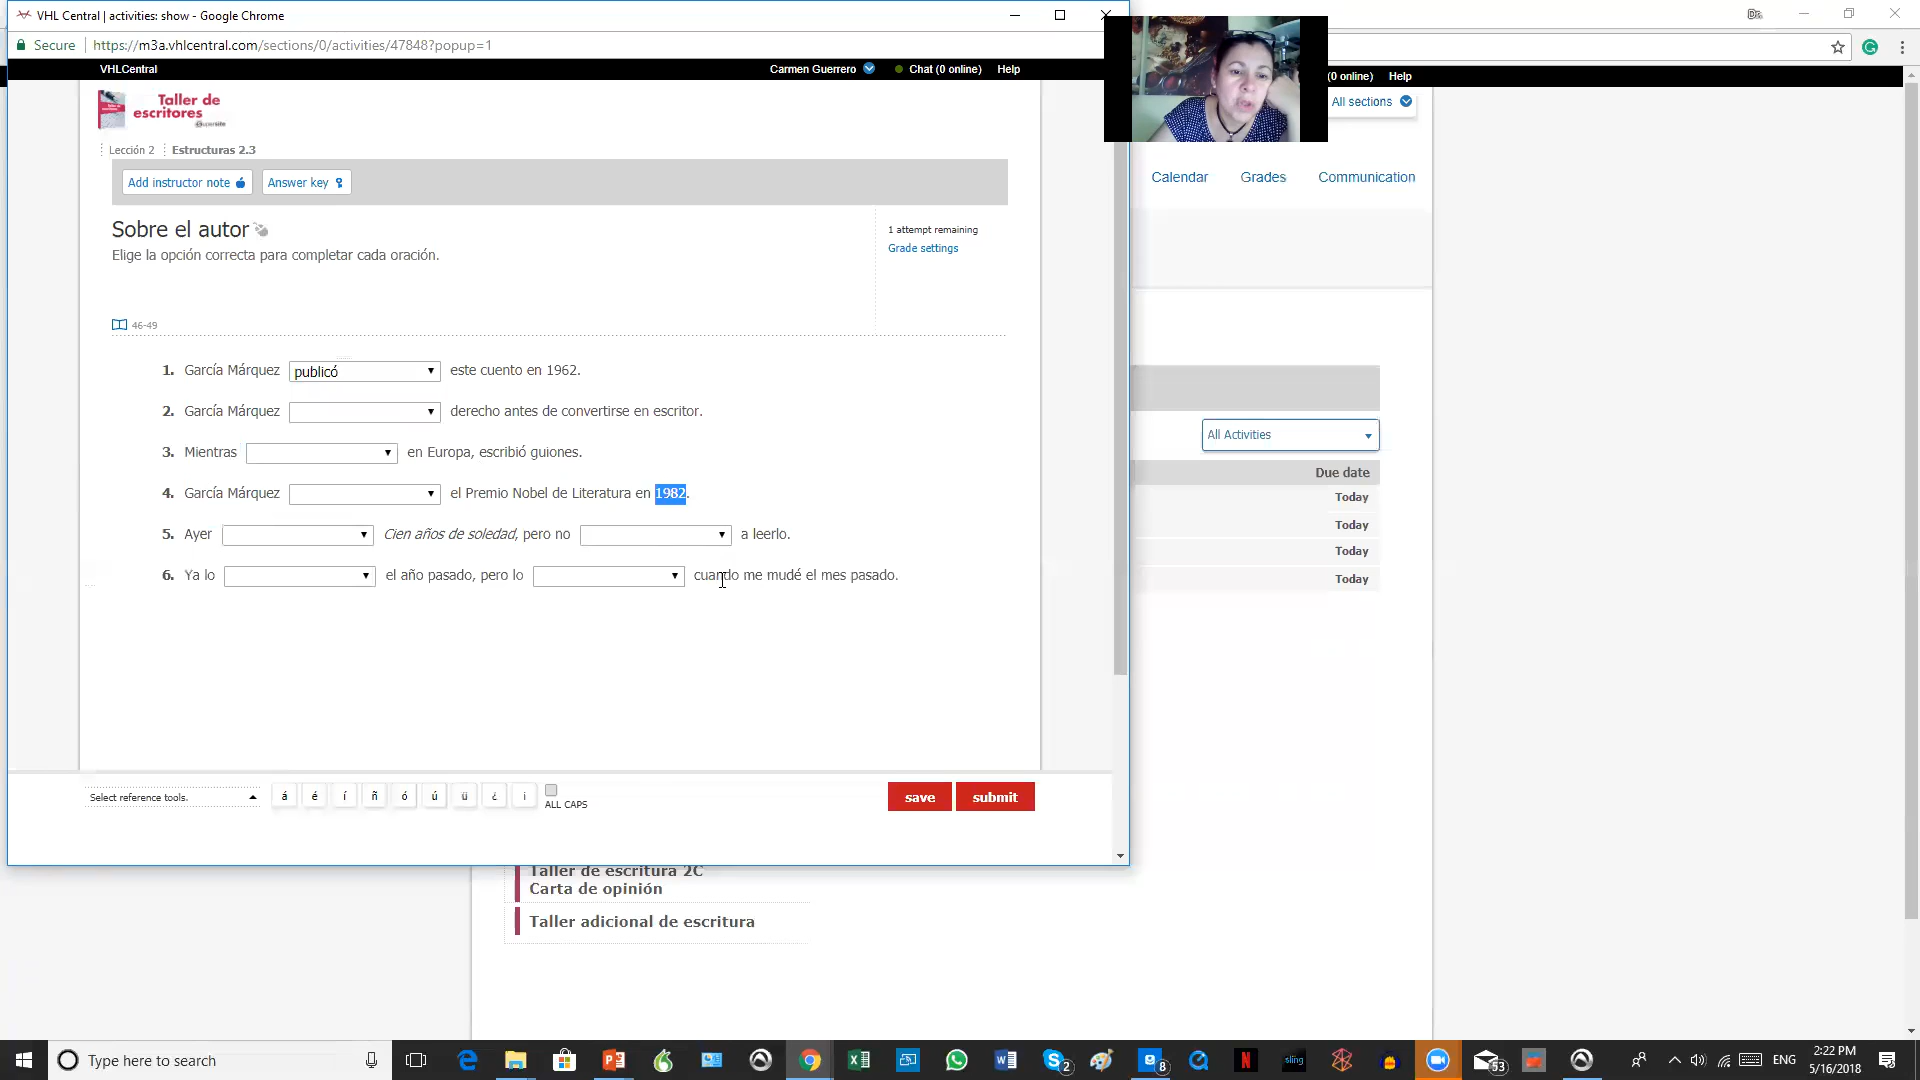 VHL Central | activities: show - Google Chrome
Secure
https://m3a.vhlcentral.com/sections/0/activities/47848?popup=1
VHLCentral
Carmen Guerrero
Chat (0 online)
Help
(0 online)
Help
Taller de
escritores
supersite
All sections
Lección 2
Estructuras 2.3
Add instructor note
Answer key
Calendar
Grades
Communication
Sobre el autor
Elige la opción correcta para completar cada oración.
1 attempt remaining
Grade settings
46-49
1. García Márquez publicó este cuento en 1962.
2. García Márquez derecho antes de convertirse en escritor.
3. Mientras en Europa, escribió guiones.
4. García Márquez el Premio Nobel de Literatura en 1982.
5. Ayer Cien años de soledad, pero no a leerlo.
6. Ya lo el año pasado, pero lo cuando me mudé el mes pasado.
All Activities
Due date
Today
Today
Today
Today
Select reference tools.
á é í ñ ó ú ü ¿ ¡
ALL CAPS
save
submit
Taller de escritura 2C
Carta de opinión
Taller adicional de escritura
Type here to search
sling
2
8
53
ENG
2:22 PM
5/16/2018